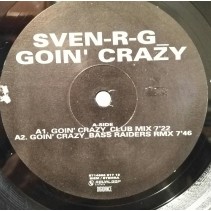 SVEN-R-G
GOIN' CRAZY
A-SIDE
A1. GOIN' CRAZY_CLUB MIX 7'22
A2. GOIN' CRAZY_BASS RAIDERS RMX 7'46